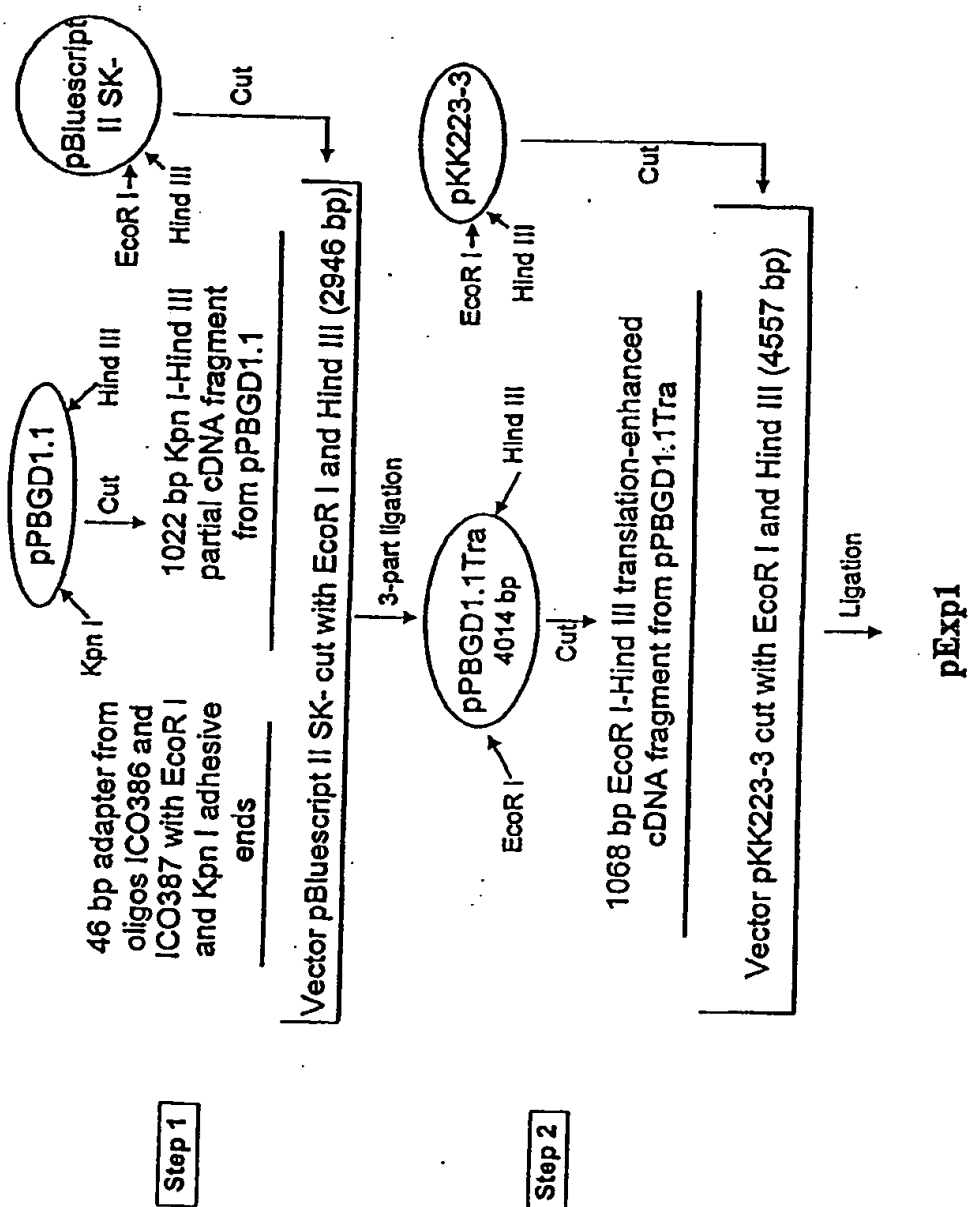 Step 1
pPBGD1.1
Kpn I
Hind III
Cut
pBluescript
II SK-
EcoR I
Hind III
Cut
46 bp adapter from
oligos ICO386 and
ICO387 with EcoR I
and Kpn I adhesive
ends
1022 bp Kpn I-Hind III
partial cDNA fragment
from pPBGD1.1
Vector pBluescript II SK- cut with EcoR I and Hind III (2946 bp)
3-part ligation
Step 2
pPBGD1.1Tra
4014 bp
EcoR I
Hind III
Cut
pKK223-3
EcoR I
Hind III
Cut
1068 bp EcoR I-Hind III translation-enhanced
cDNA fragment from pPBGD1.1Tra
Vector pKK223-3 cut with EcoR I and Hind III (4557 bp)
Ligation
pExp1